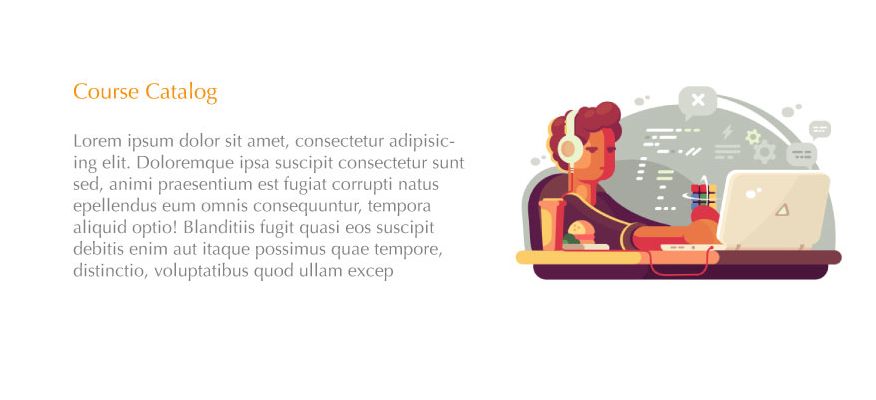 Course Catalog
Lorem ipsum dolor sit amet, consectetur adipisic-
ing elit. Doloremque ipsa suscipit consectetur sunt
sed, animi praesentium est fugiat corrupti natus
epellendus eum omnis consequuntur, tempora
aliquid optio! Blanditiis fugit quasi eos suscipit
debitis enim aut itaque possimus quae tempore,
distinctio, voluptatibus quod ullam excep